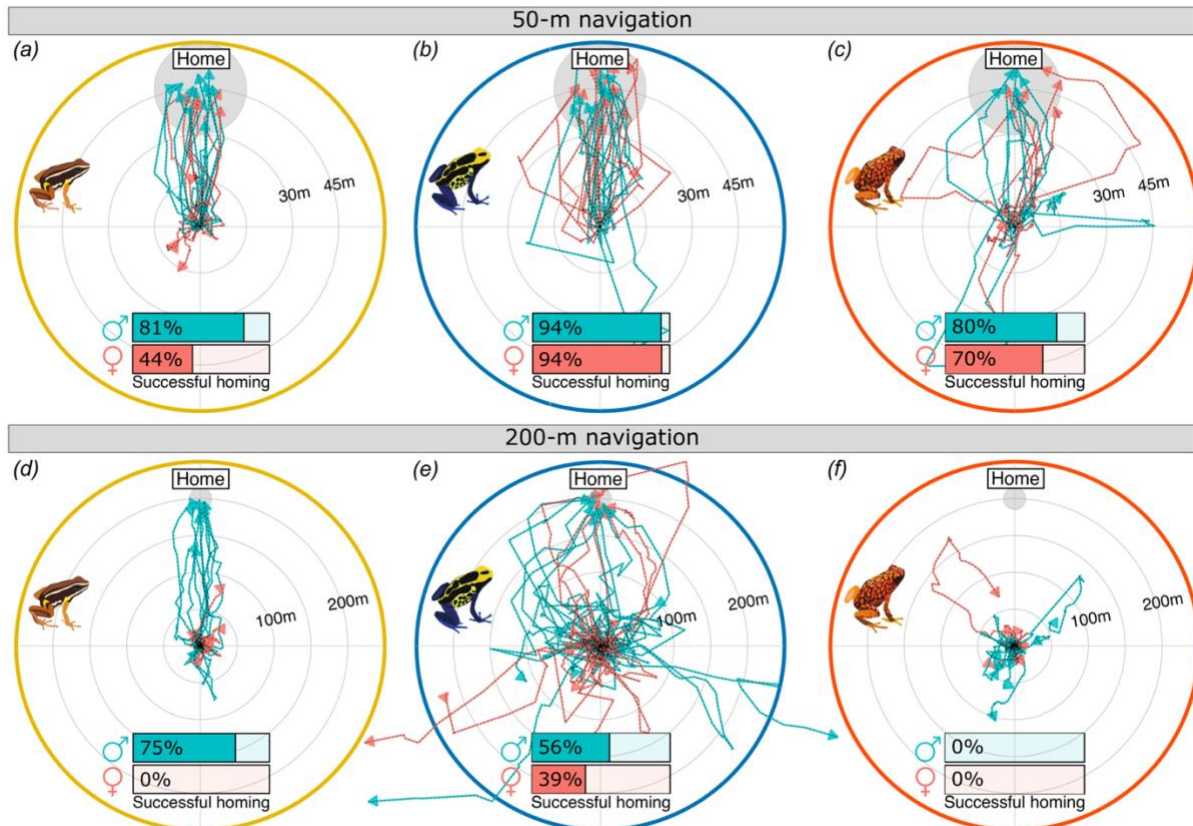 50-m navigation
(a)
Home
30m
45m
♂ 81%
♀ 44%
Successful homing
(b)
Home
30m
45m
♂ 94%
♀ 94%
Successful homing
(c)
Home
30m
45m
♂ 80%
♀ 70%
Successful homing
200-m navigation
(d)
Home
100m
200m
♂ 75%
♀ 0%
Successful homing
(e)
Home
100m
200m
♂ 56%
♀ 39%
Successful homing
(f)
Home
100m
200m
♂ 0%
♀ 0%
Successful homing